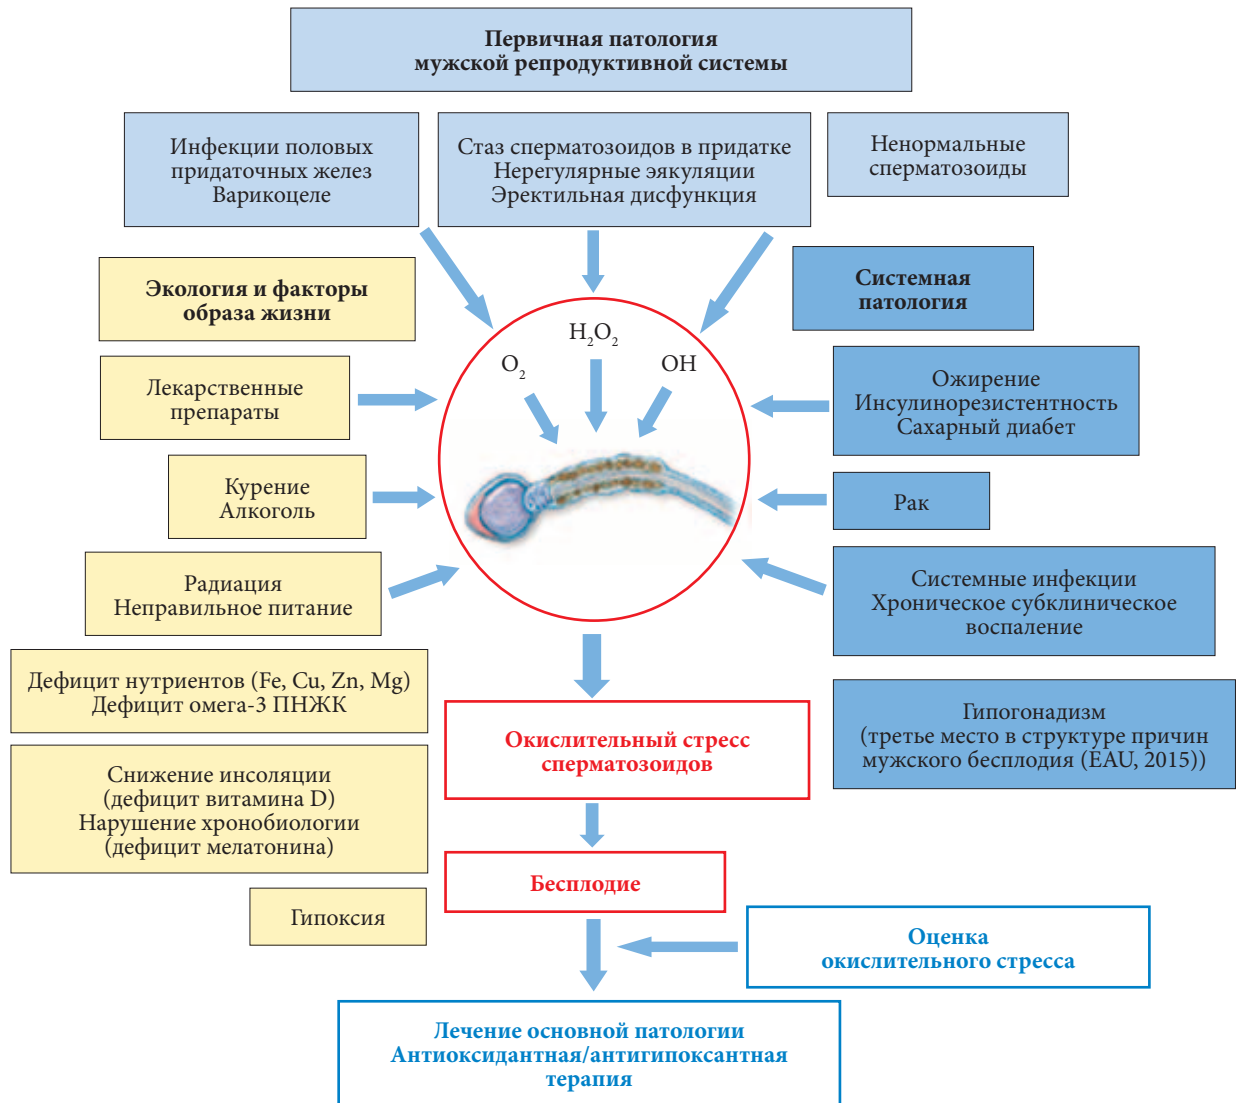 Первичная патология
мужской репродуктивной системы
Инфекции половых
придаточных желез
Варикоцеле
Стаз сперматозоидов в придатке
Нерегулярные эякуляции
Эректильная дисфункция
Ненормальные
сперматозоиды
Экология и факторы
образа жизни
Системная
патология
H₂O₂
O₂
OH
Лекарственные
препараты
Ожирение
Инсулинорезистентность
Сахарный диабет
Курение
Алкоголь
Рак
Радиация
Неправильное питание
Системные инфекции
Хроническое субклиническое
воспаление
Дефицит нутриентов (Fe, Cu, Zn, Mg)
Дефицит омега-3 ПНЖК
Окислительный стресс
сперматозоидов
Гипогонадизм
(третье место в структуре причин
мужского бесплодия (EAU, 2015))
Снижение инсоляции
(дефицит витамина D)
Нарушение хронобиологии
(дефицит мелатонина)
Бесплодие
Гипоксия
Оценка
окислительного стресса
Лечение основной патологии
Антиоксидантная/антигипоксантная
терапия